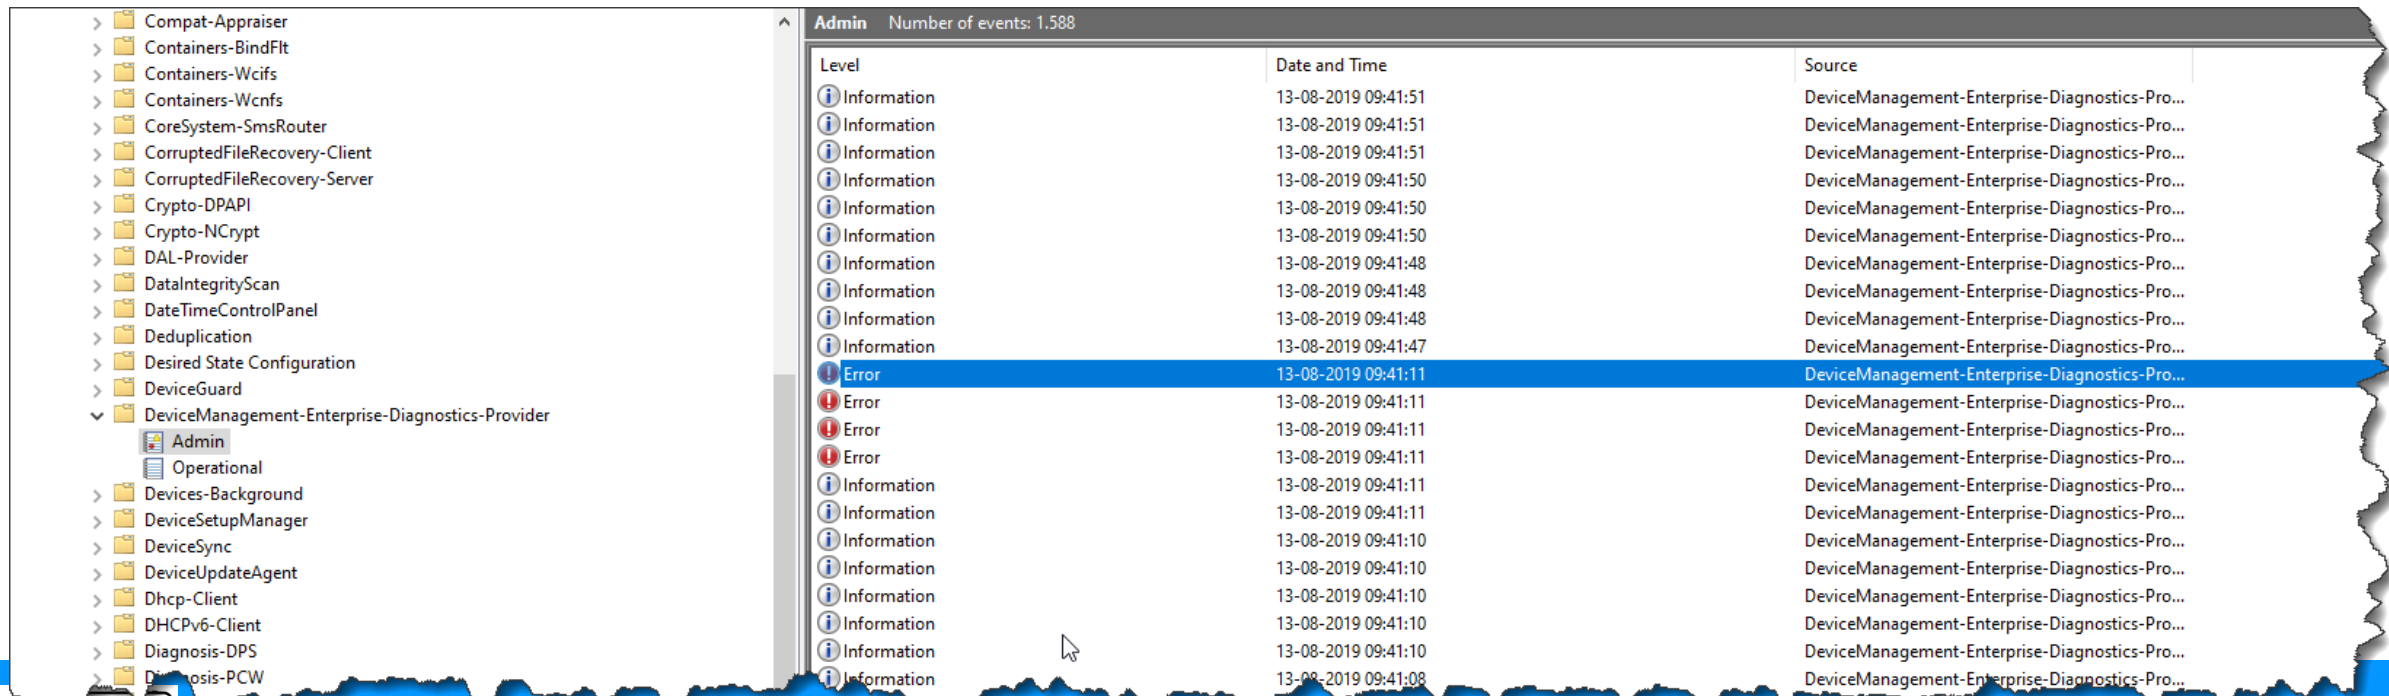 Compat-Appraiser
Containers-BindFlt
Containers-Wcifs
Containers-Wcnfs
CoreSystem-SmsRouter
CorruptedFileRecovery-Client
CorruptedFileRecovery-Server
Crypto-DPAPI
Crypto-NCrypt
DAL-Provider
DataIntegrityScan
DateTimeControlPanel
Deduplication
Desired State Configuration
DeviceGuard
DeviceManagement-Enterprise-Diagnostics-Provider
Admin
Operational
Devices-Background
DeviceSetupManager
DeviceSync
DeviceUpdateAgent
Dhcp-Client
DHCPv6-Client
Diagnosis-DPS
Diagnosis-PCW
Admin Number of events: 1.588
Level Date and Time Source
Information 13-08-2019 09:41:51 DeviceManagement-Enterprise-Diagnostics-Pro...
Information 13-08-2019 09:41:51 DeviceManagement-Enterprise-Diagnostics-Pro...
Information 13-08-2019 09:41:51 DeviceManagement-Enterprise-Diagnostics-Pro...
Information 13-08-2019 09:41:50 DeviceManagement-Enterprise-Diagnostics-Pro...
Information 13-08-2019 09:41:50 DeviceManagement-Enterprise-Diagnostics-Pro...
Information 13-08-2019 09:41:50 DeviceManagement-Enterprise-Diagnostics-Pro...
Information 13-08-2019 09:41:48 DeviceManagement-Enterprise-Diagnostics-Pro...
Information 13-08-2019 09:41:48 DeviceManagement-Enterprise-Diagnostics-Pro...
Information 13-08-2019 09:41:48 DeviceManagement-Enterprise-Diagnostics-Pro...
Information 13-08-2019 09:41:47 DeviceManagement-Enterprise-Diagnostics-Pro...
Error 13-08-2019 09:41:11 DeviceManagement-Enterprise-Diagnostics-Pro...
Error 13-08-2019 09:41:11 DeviceManagement-Enterprise-Diagnostics-Pro...
Error 13-08-2019 09:41:11 DeviceManagement-Enterprise-Diagnostics-Pro...
Error 13-08-2019 09:41:11 DeviceManagement-Enterprise-Diagnostics-Pro...
Information 13-08-2019 09:41:11 DeviceManagement-Enterprise-Diagnostics-Pro...
Information 13-08-2019 09:41:11 DeviceManagement-Enterprise-Diagnostics-Pro...
Information 13-08-2019 09:41:10 DeviceManagement-Enterprise-Diagnostics-Pro...
Information 13-08-2019 09:41:10 DeviceManagement-Enterprise-Diagnostics-Pro...
Information 13-08-2019 09:41:10 DeviceManagement-Enterprise-Diagnostics-Pro...
Information 13-08-2019 09:41:10 DeviceManagement-Enterprise-Diagnostics-Pro...
Information 13-08-2019 09:41:10 DeviceManagement-Enterprise-Diagnostics-Pro...
Information 13-08-2019 09:41:08 DeviceManagement-Enterprise-Diagnostics-Pro...